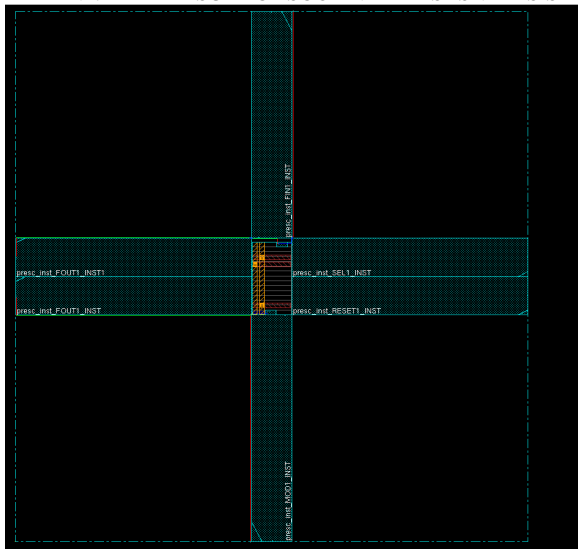 presc_inst_FIN1_INST
presc_inst_FOUT1_INST1
presc_inst_SEL1_INST
presc_inst_FOUT1_INST
presc_inst_RESET1_INST
presc_inst_MOD1_INST